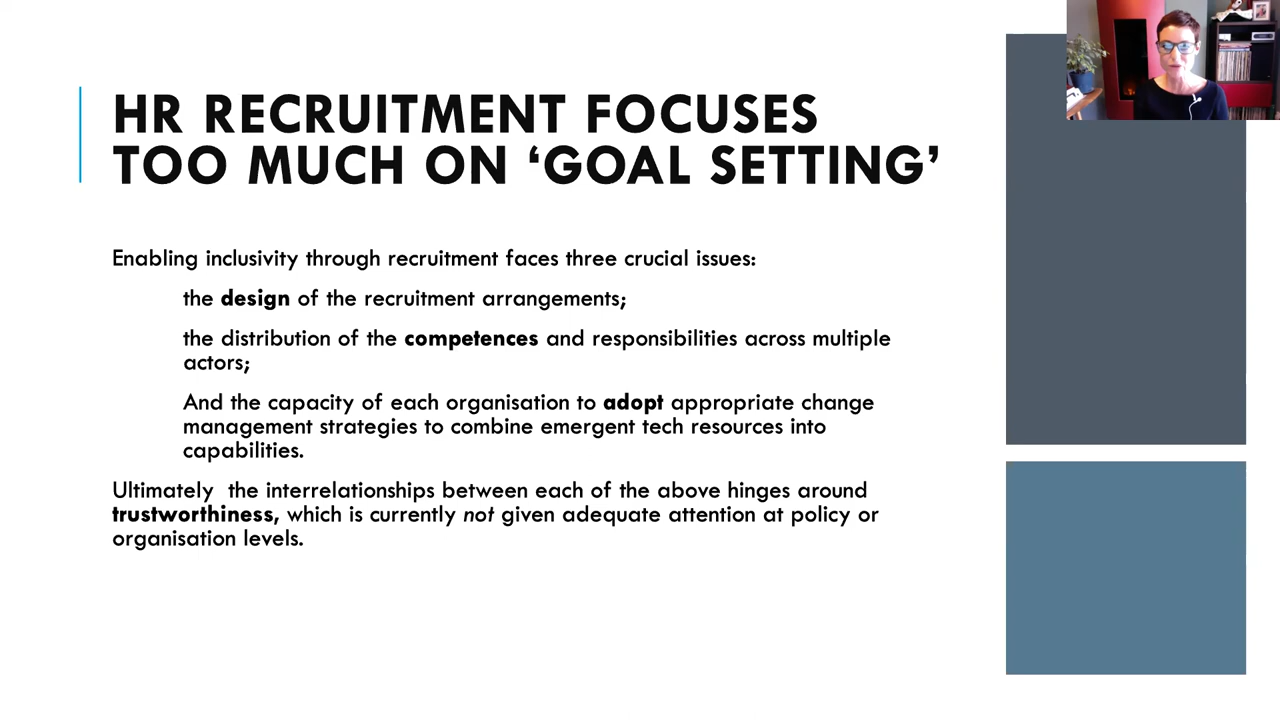 HR RECRUITMENT FOCUSES
TOO MUCH ON ‘GOAL SETTING’
Enabling inclusivity through recruitment faces three crucial issues:
the design of the recruitment arrangements;
the distribution of the competences and responsibilities across multiple
actors;
And the capacity of each organisation to adopt appropriate change
management strategies to combine emergent tech resources into
capabilities.
Ultimately  the interrelationships between each of the above hinges around
trustworthiness, which is currently not given adequate attention at policy or
organisation levels.